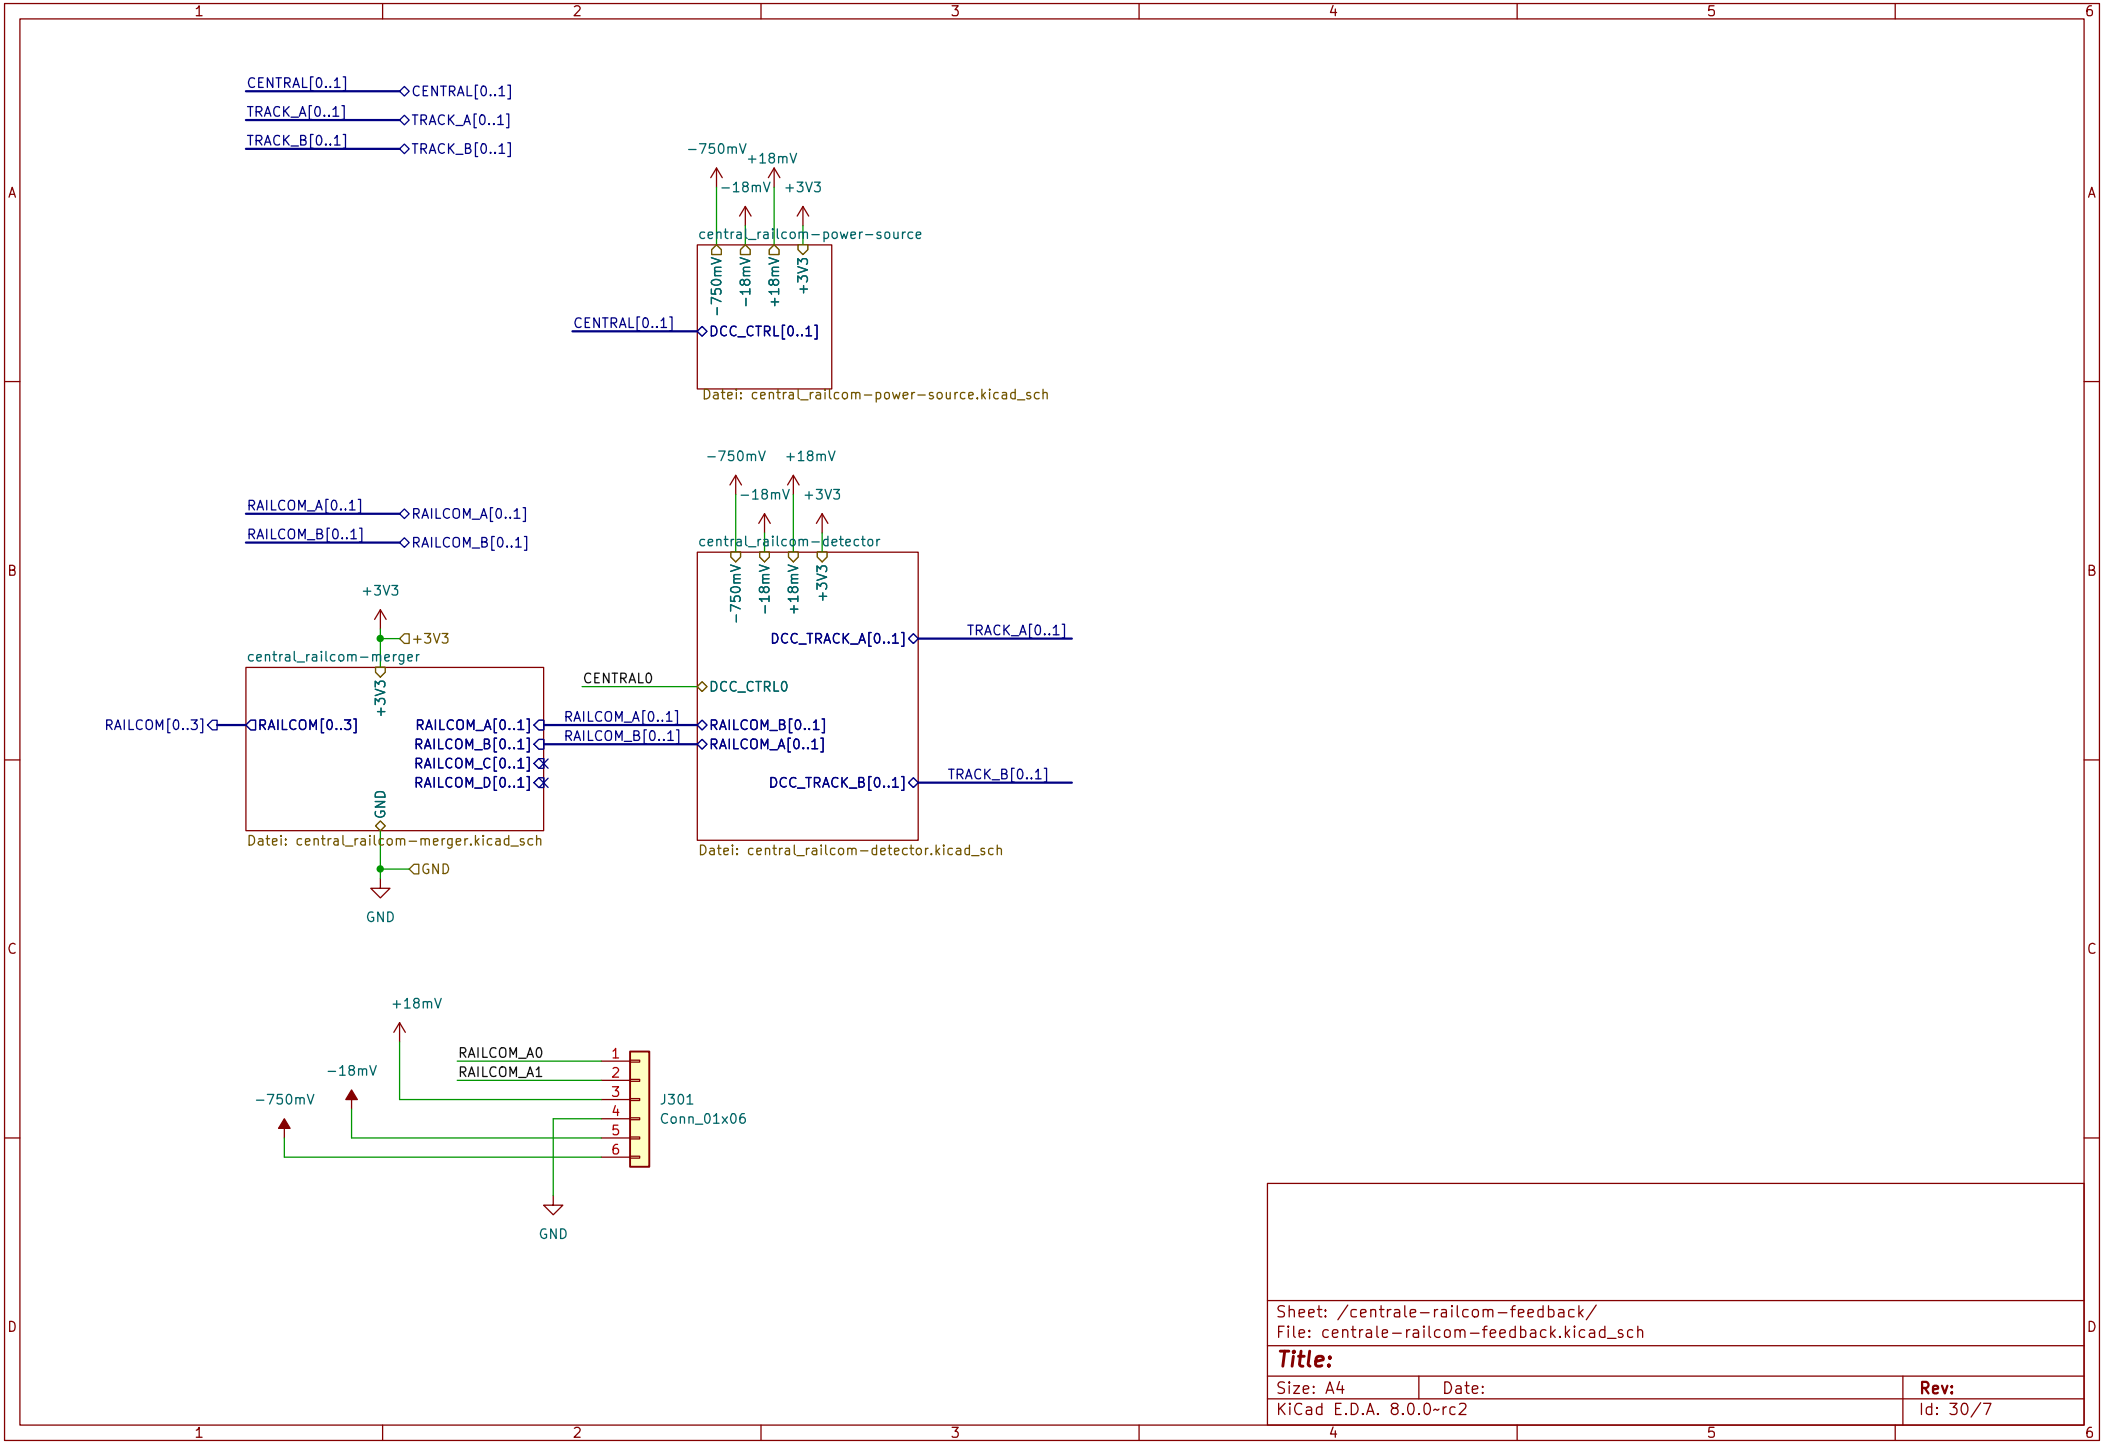 1 2 3 4 5 6
CENTRAL[0..1] CENTRAL[0..1]
TRACK_A[0..1] TRACK_A[0..1]
TRACK_B[0..1] TRACK_B[0..1]
-750mV
+18mV
-18mV +3V3
A A
central_railcom-power-source
-750mV -18mV +18mV +3V3
CENTRAL[0..1] DCC_CTRL[0..1]
Datei: central_railcom-power-source.kicad_sch
-750mV +18mV
-18mV +3V3
RAILCOM_A[0..1] RAILCOM_A[0..1]
RAILCOM_B[0..1] RAILCOM_B[0..1]
central_railcom-detector
-750mV -18mV +18mV +3V3
B B
+3V3
+3V3
DCC_TRACK_A[0..1] TRACK_A[0..1]
central_railcom-merger
+3V3
CENTRAL0 DCC_CTRL0
RAILCOM[0..3] RAILCOM[0..3] RAILCOM_A[0..1] RAILCOM_A[0..1] RAILCOM_B[0..1]
RAILCOM_B[0..1] RAILCOM_B[0..1] RAILCOM_A[0..1]
RAILCOM_C[0..1]
RAILCOM_D[0..1] DCC_TRACK_B[0..1] TRACK_B[0..1]
GND
Datei: central_railcom-merger.kicad_sch
Datei: central_railcom-detector.kicad_sch
GND
GND
C C
+18mV
RAILCOM_A0 1
-18mV RAILCOM_A1 2
-750mV 3 J301
4 Conn_01x06
5
6
GND
D D
Sheet: /centrale-railcom-feedback/
File: centrale-railcom-feedback.kicad_sch
Title:
Size: A4 Date: Rev:
KiCad E.D.A. 8.0.0~rc2 Id: 30/7
1 2 3 4 5 6